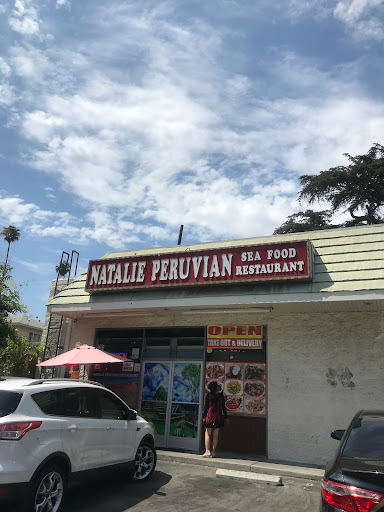 NATALIE PERUVIAN SEA FOOD
RESTAURANT
OPEN
TAKE OUT & DELIVERY